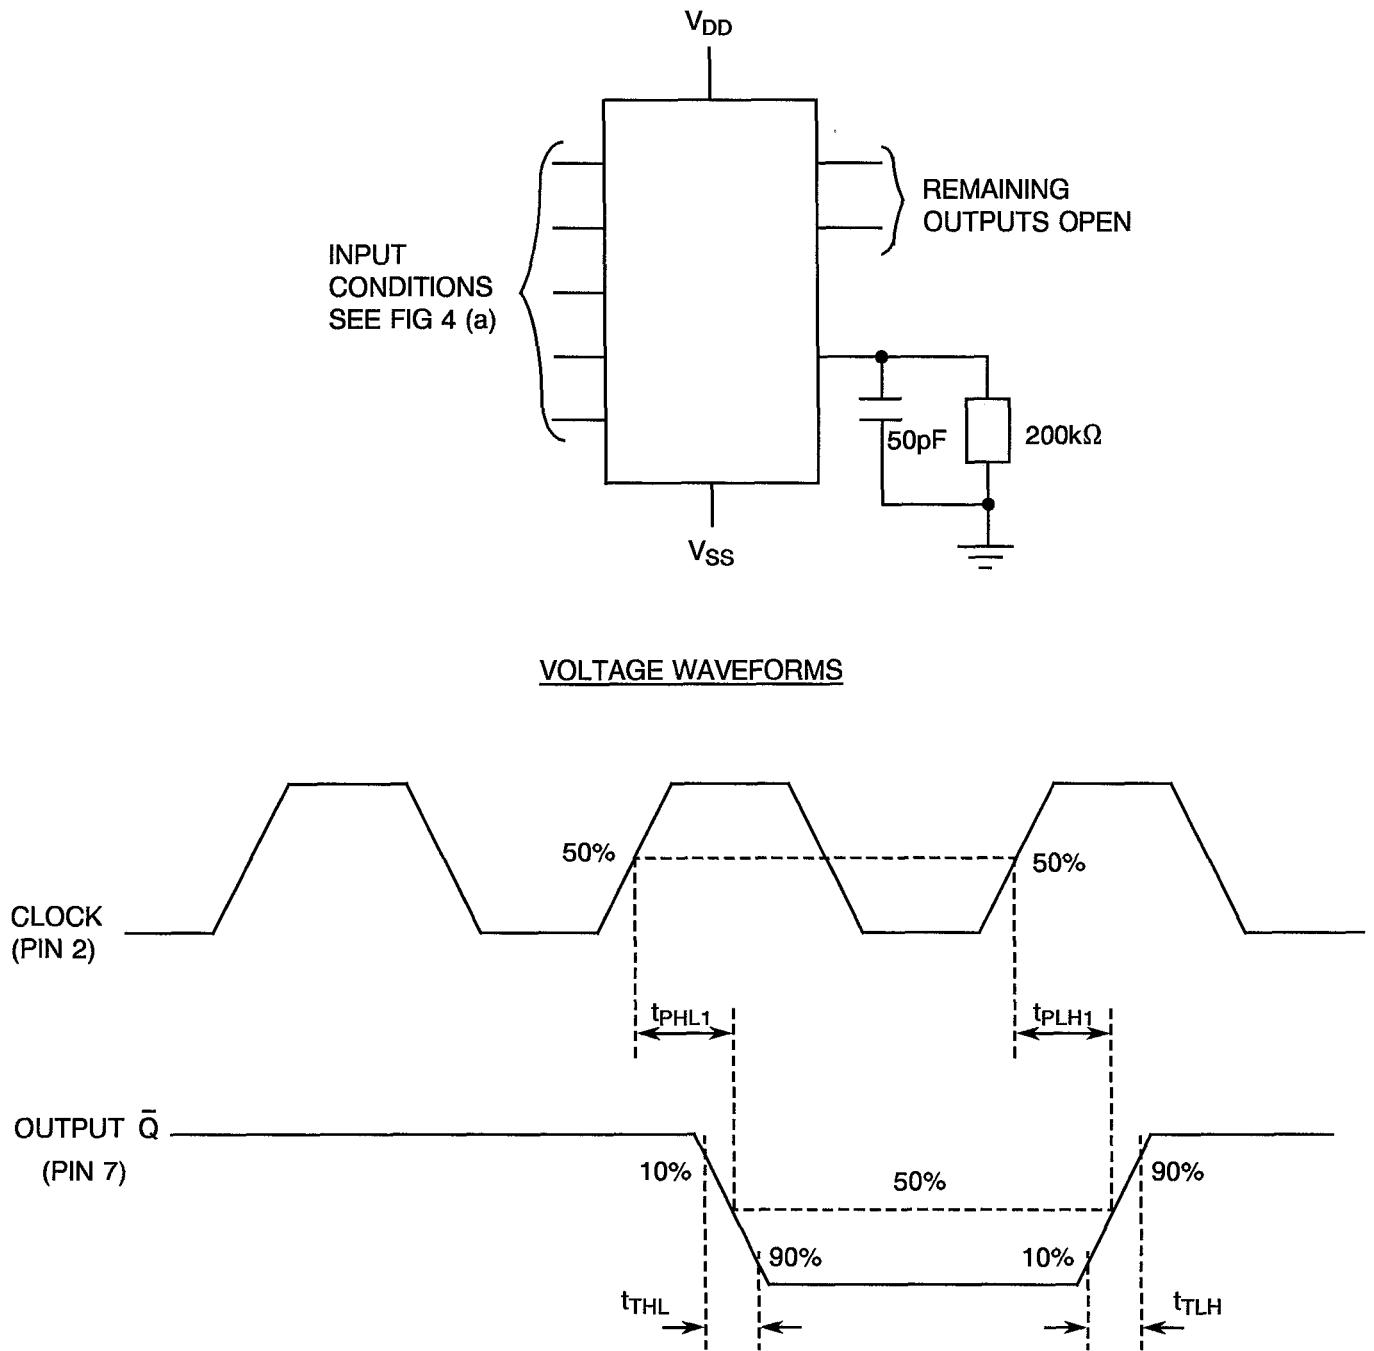 VDD
REMAINING
OUTPUTS OPEN
INPUT
CONDITIONS
SEE FIG 4 (a)
50pF
200kΩ
VSS
VOLTAGE WAVEFORMS
50%
50%
CLOCK
(PIN 2)
tPHL1
tPLH1
OUTPUT Q̄
(PIN 7)
10%
50%
90%
90%
10%
tTHL
tTLH